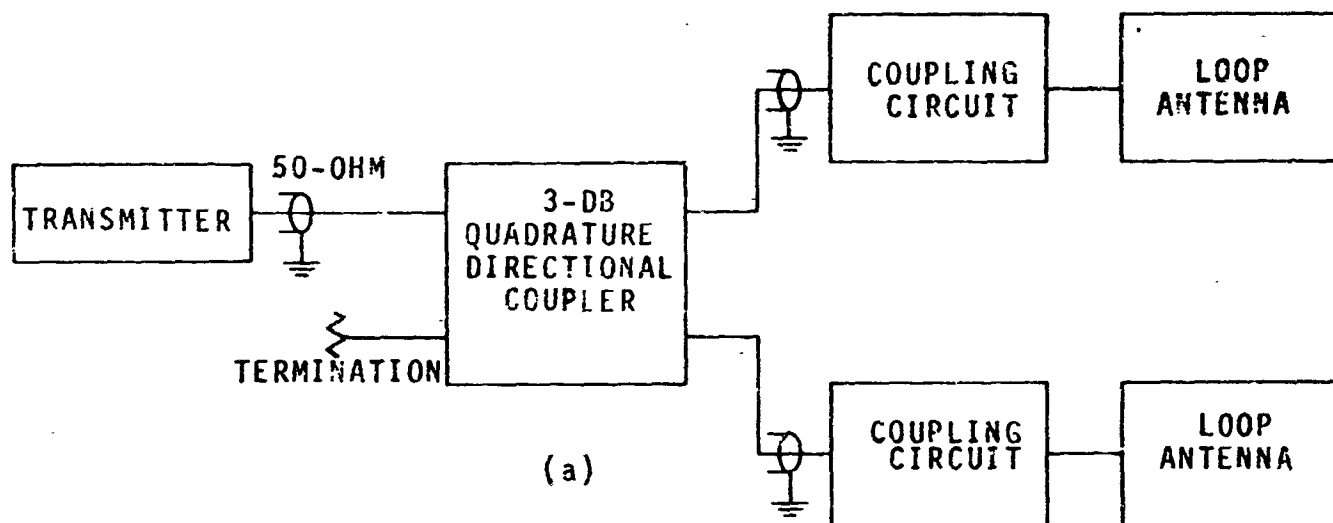 COUPLING
CIRCUIT
LOOP
ANTENNA
50-OHM
TRANSMITTER
3-DB
QUADRATURE
DIRECTIONAL
COUPLER
TERMINATION
(a)
COUPLING
CIRCUIT
LOOP
ANTENNA